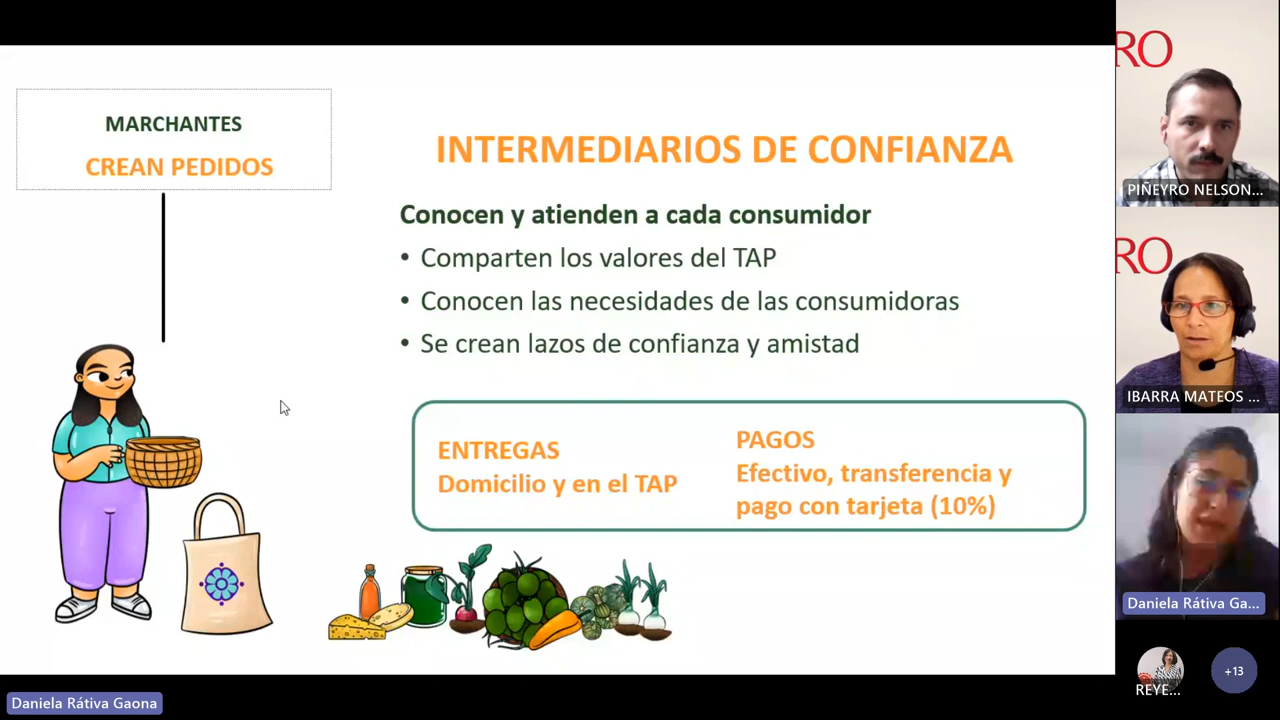 MARCHANTES
CREAN PEDIDOS
INTERMEDIARIOS DE CONFIANZA
Conocen y atienden a cada consumidor
• Comparten los valores del TAP
• Conocen las necesidades de las consumidoras
• Se crean lazos de confianza y amistad
ENTREGAS
Domicilio y en el TAP
PAGOS
Efectivo, transferencia y
pago con tarjeta (10%)
Daniela Rátiva Gaona
RO
PIÑEYRO NELSON...
RO
IBARRA MATEOS ...
Daniela Rátiva Ga...
REYE...
+13